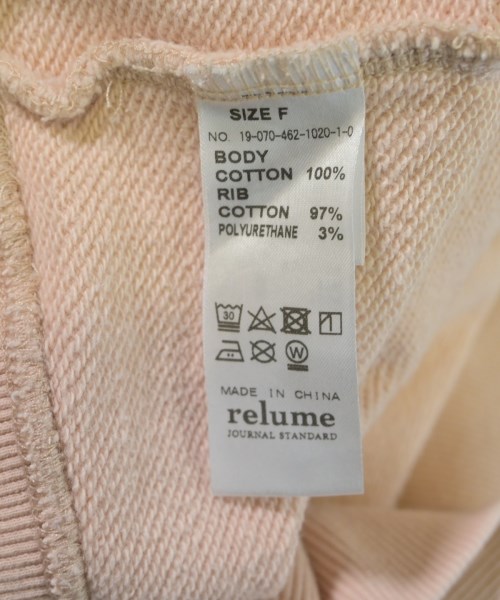 SIZE F
NO. 19-070-462-1020-1-0
BODY
COTTON 100%
RIB
COTTON 97%
POLYURETHANE 3%
30
W
MADE IN CHINA
relume
JOURNAL STANDARD